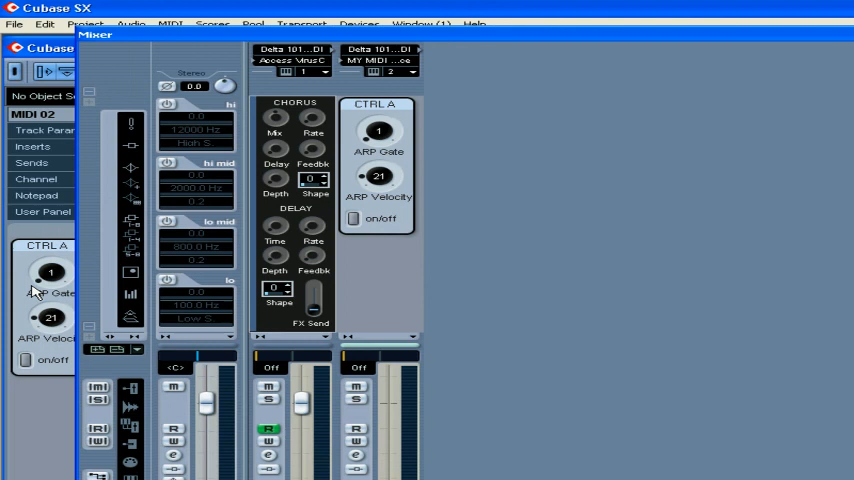 Cubase SX
File Edit Project Audio MIDI Scores Pool Transport Devices Window (1) Help
Cubase
Mixer
No Object
MIDI 02
Track Parar
Inserts
Sends
Channel
Notepad
User Panel
CTRL A
1
ARP Gate
21
ARP Veloci
on/off
Stereo
0.0
hi
0.0
12000 Hz
High S..
hi mid
0.0
2000.0 Hz
0.2
lo mid
0.0
800.0 Hz
0.2
lo
0.0
100.0 Hz
Low S..
<C>
Delta 101...DI
Access VirusC
1
CHORUS
Mix Rate
Delay Feedbk
0
Depth Shape
DELAY
Time Rate
Depth Feedbk
0
Shape
FX Send
Off
Delta 101...DI
MY MIDI ...ce
2
CTRL A
1
ARP Gate
21
ARP Velocity
on/off
Off
m m m
S S
R R R
W W W
e e e